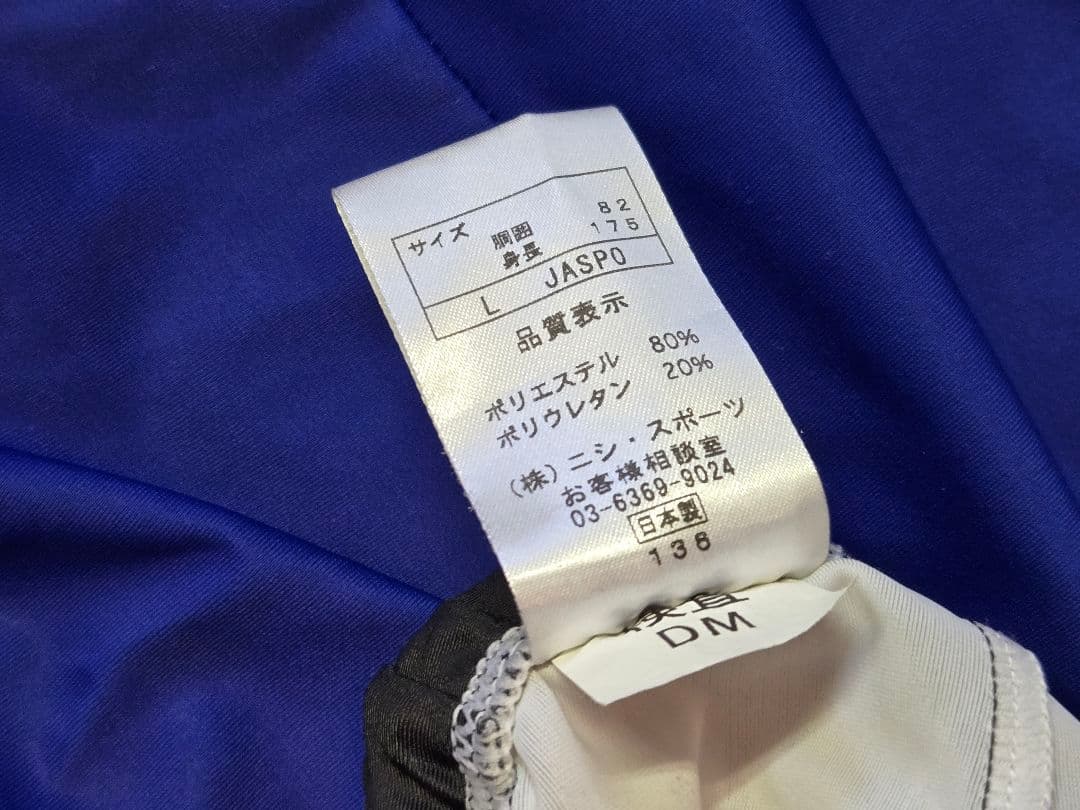 サイズ 胴囲 82
身長 175
L JASPO
品質表示
ポリエステル 80%
ポリウレタン 20%
(株)ニシ・スポーツ
お客様相談室
03-6369-9024
日本製
136
DM